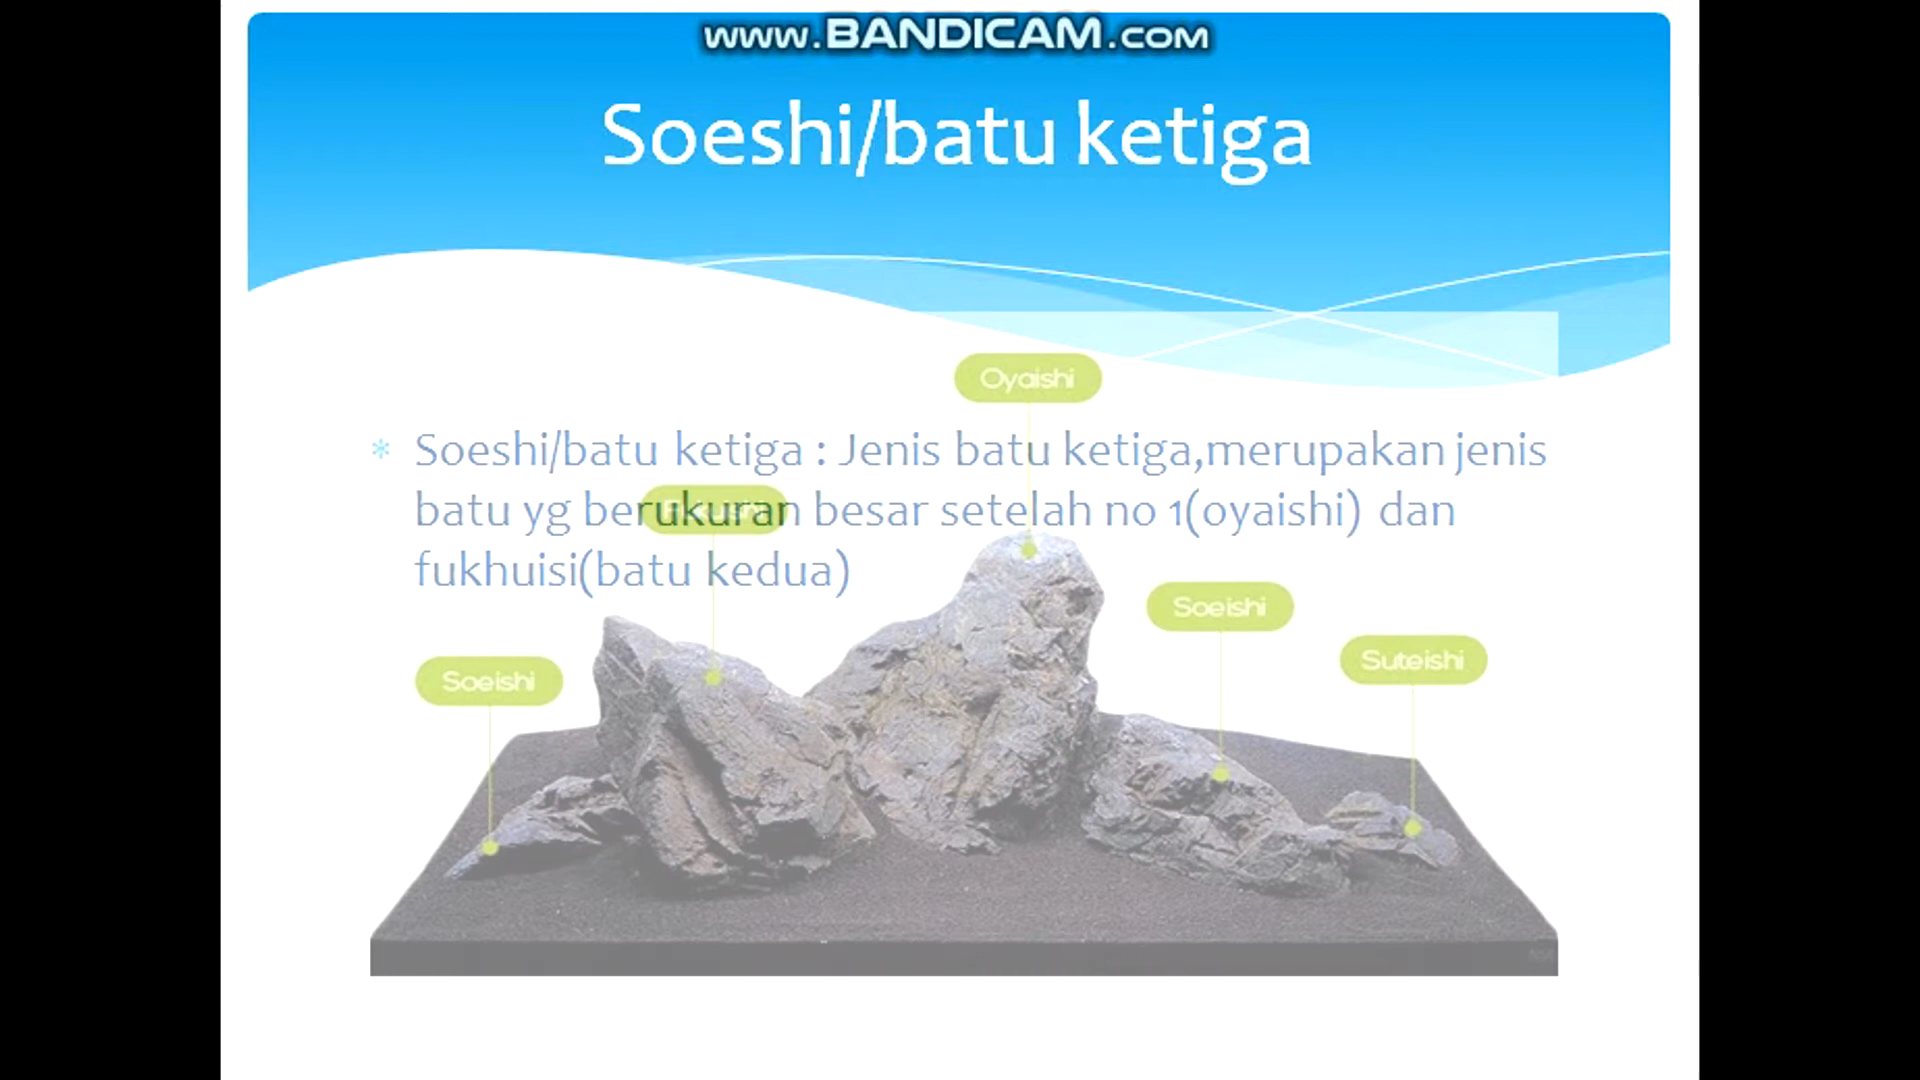 www.BANDICAM.com
Soeshi/batu ketiga
Oyaishi
* Soeshi/batu ketiga : Jenis batu ketiga,merupakan jenis
batu yg berukuran besar setelah no 1(oyaishi) dan
fukhuisi(batu kedua)
Soeishi
Suteishi
Soeishi